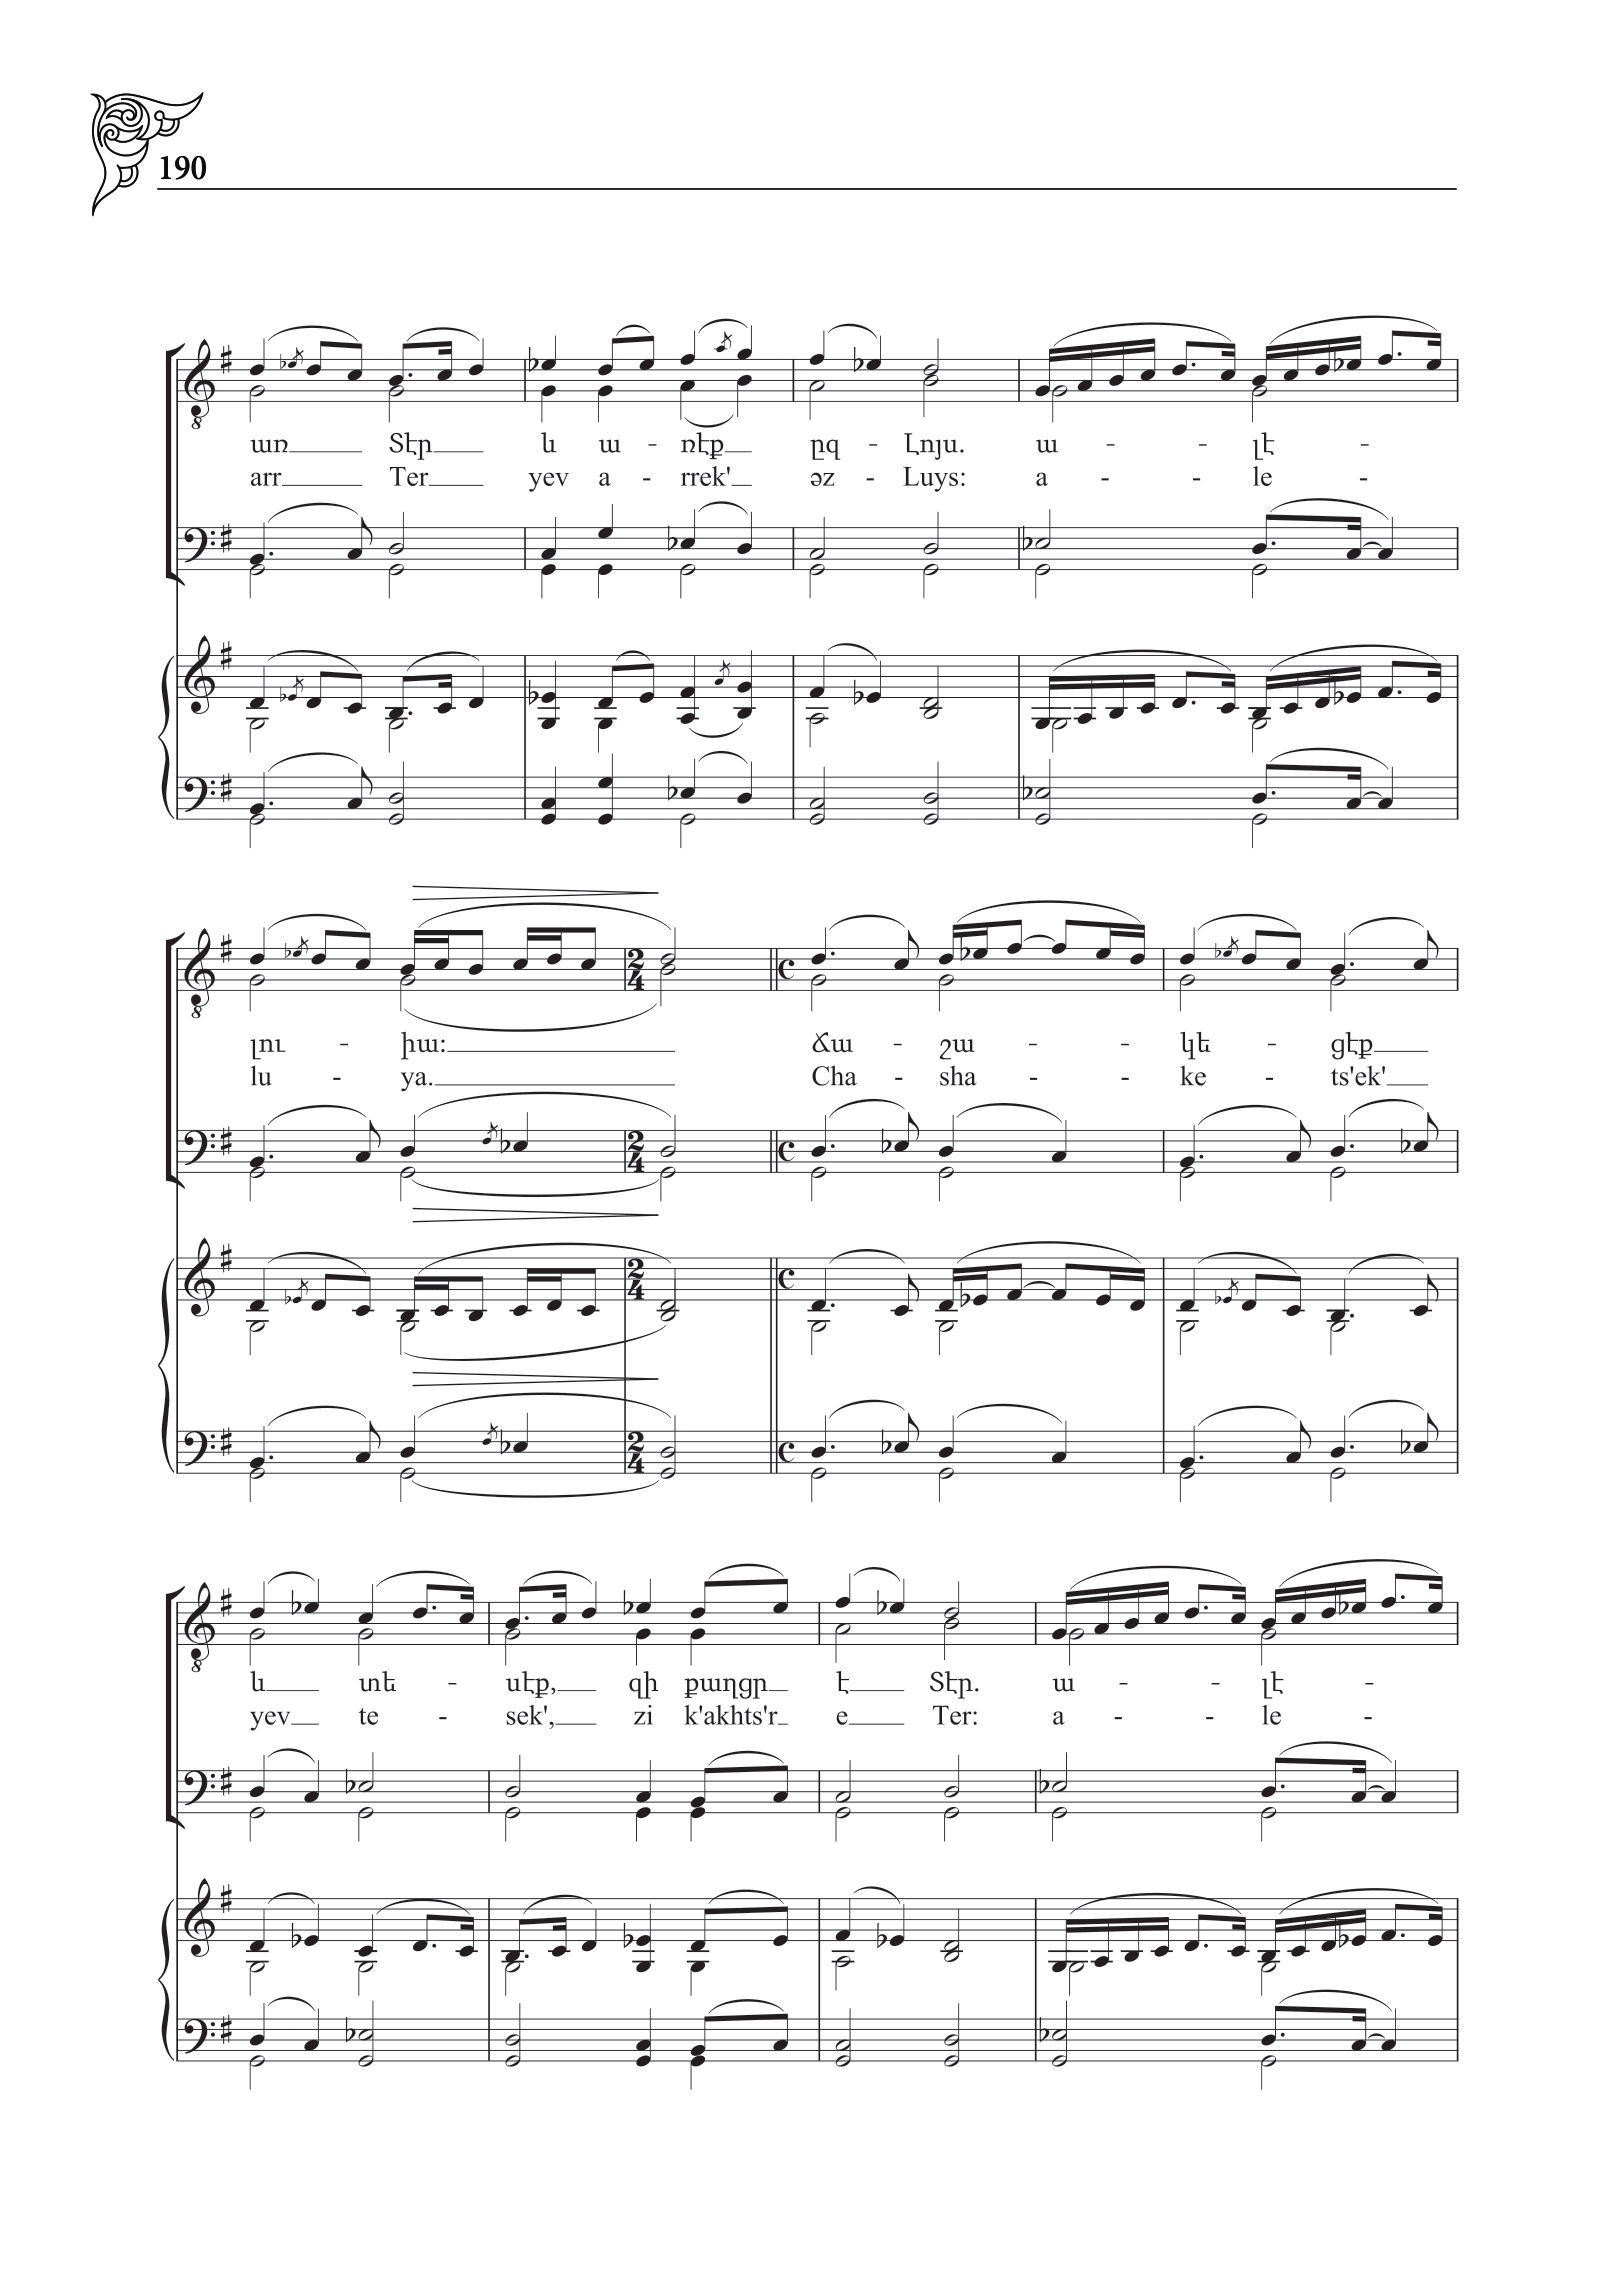 190
առ Տէր և ա - ռէք ըզ - Լոյս. ա - - լէ -
arr Ter yev a - rrek' əz - Luys: a - - le -
լու - իա: Ճա - շա - - կե - ցէք
lu - ya. Cha - sha - - ke - ts'ek'
և տե - սէք, զի քաղցր է Տէր. ա - - լէ -
yev te - sek', zi k'akhts'r e Ter: a - - le -